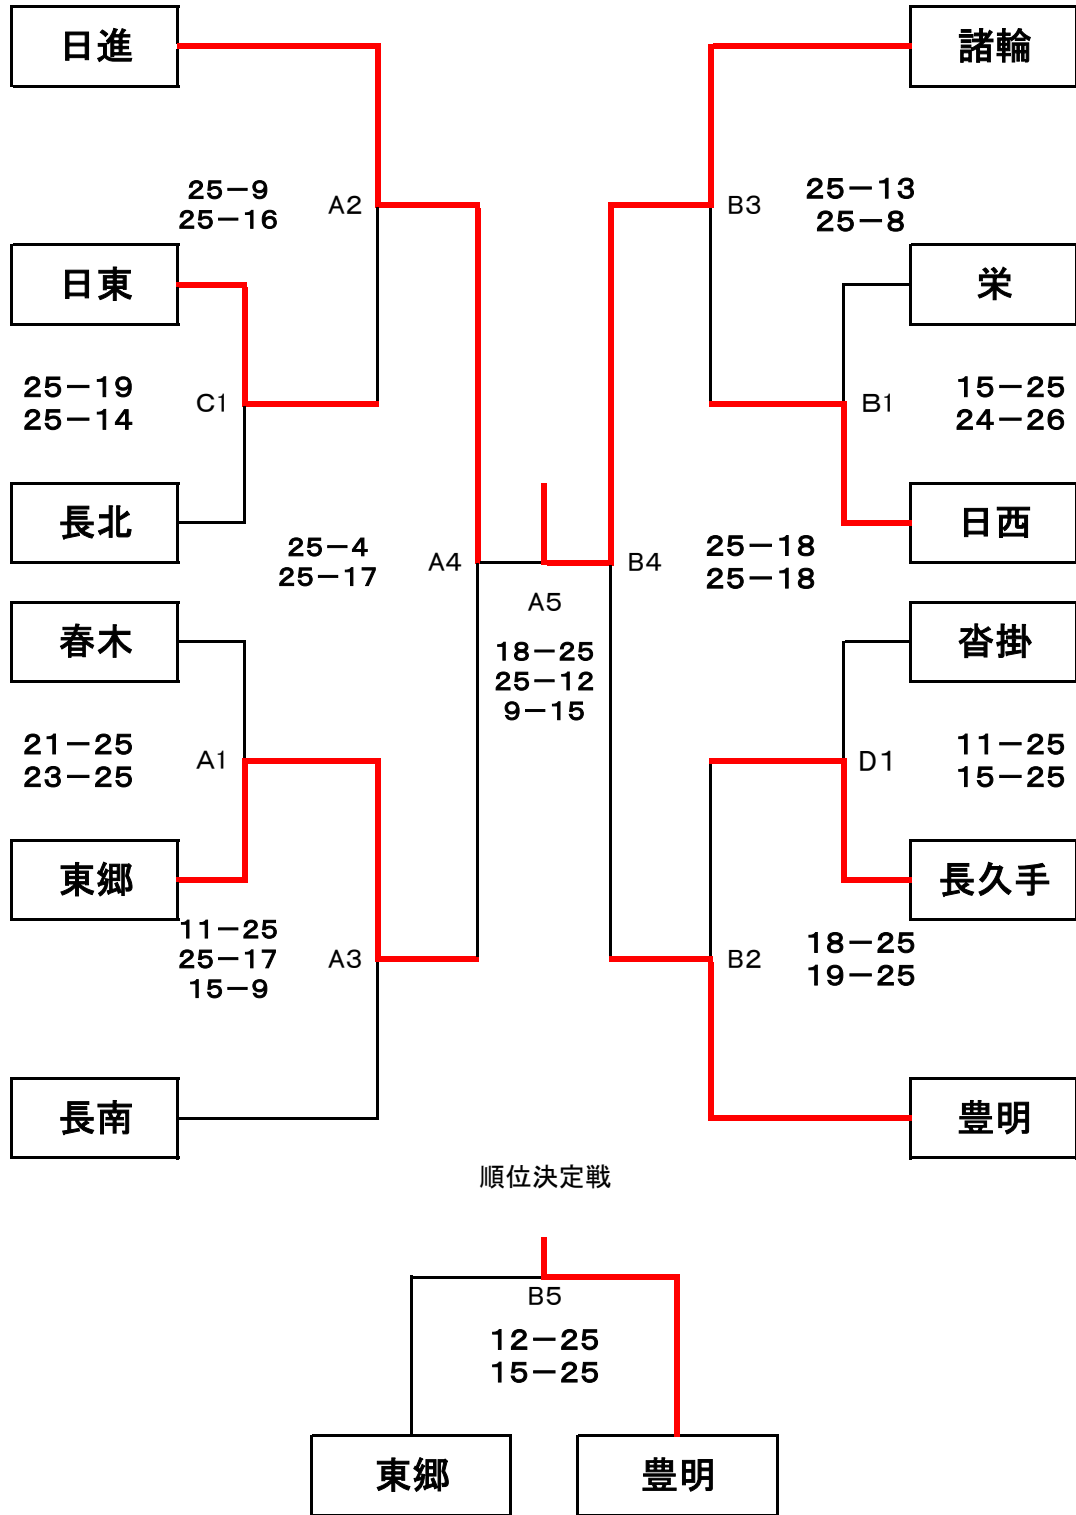 日進
諸輪
25－9
25－16
A2
B3
25－13
25－8
日東
栄
25－19
25－14
C1
B1
15－25
24－26
長北
日西
25－4
25－17
A4
B4
25－18
25－18
A5
18－25
25－12
9－15
春木
沓掛
21－25
23－25
A1
D1
11－25
15－25
東郷
長久手
11－25
25－17
15－9
A3
B2
18－25
19－25
長南
豊明
順位決定戦
B5
12－25
15－25
東郷
豊明